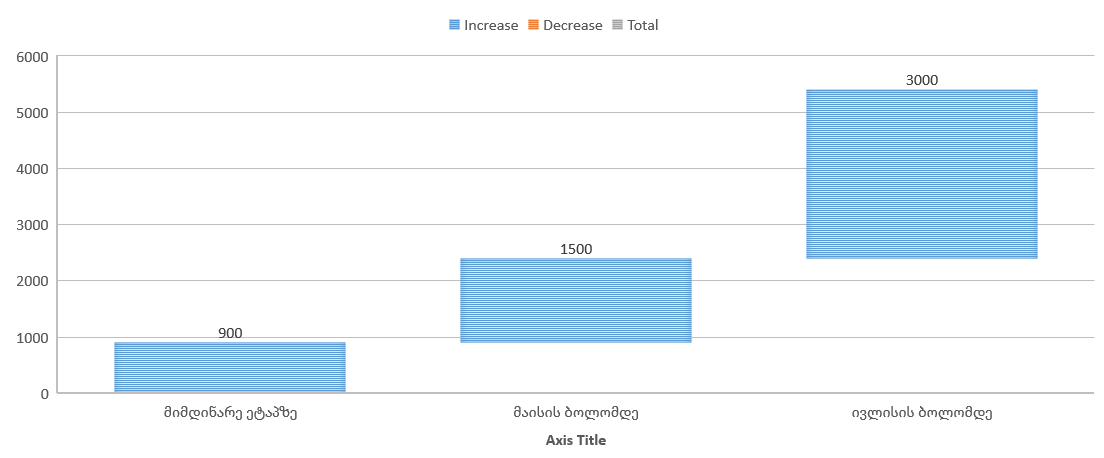 Increase Decrease Total
6000
5000
4000
3000
2000
1000
0
900
1500
3000
მიმდინარე ეტაპზე
მაისის ბოლომდე
ივლისის ბოლომდე
Axis Title